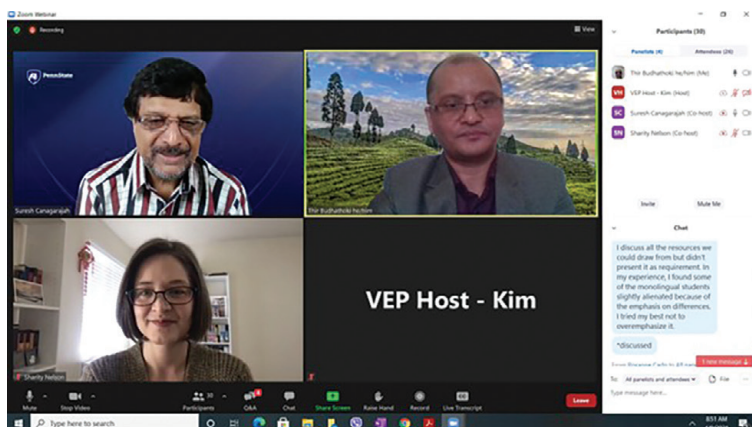 Zoom Webinar
Recording
View
PennState
Suresh Canagarajah
Thir Budhathoki he/him
Sharity Nelson
VEP Host - Kim
Participants (30)
Panelists (4) Attendees (26)
Thir Budhathoki he/him (Me)
VH VEP Host - Kim (Host)
SC Suresh Canagarajah (Co-host)
SN Sharity Nelson (Co-host)
Invite Mute Me
Chat
I discuss all the resources we
could draw from but didn't
present it as requirement. In
my experience, I found some
of the monolingual students
slightly alienated because of
the emphasis on differences.
I tried my best not to
overemphasize it.
*discussed
to All
1 new message
To: All panelists and attendees File
Type message here...
Mute Stop Video Participants 30 Q&A Chat Share Screen Raise Hand Record Live Transcript Leave
Type here to search
8:51 AM